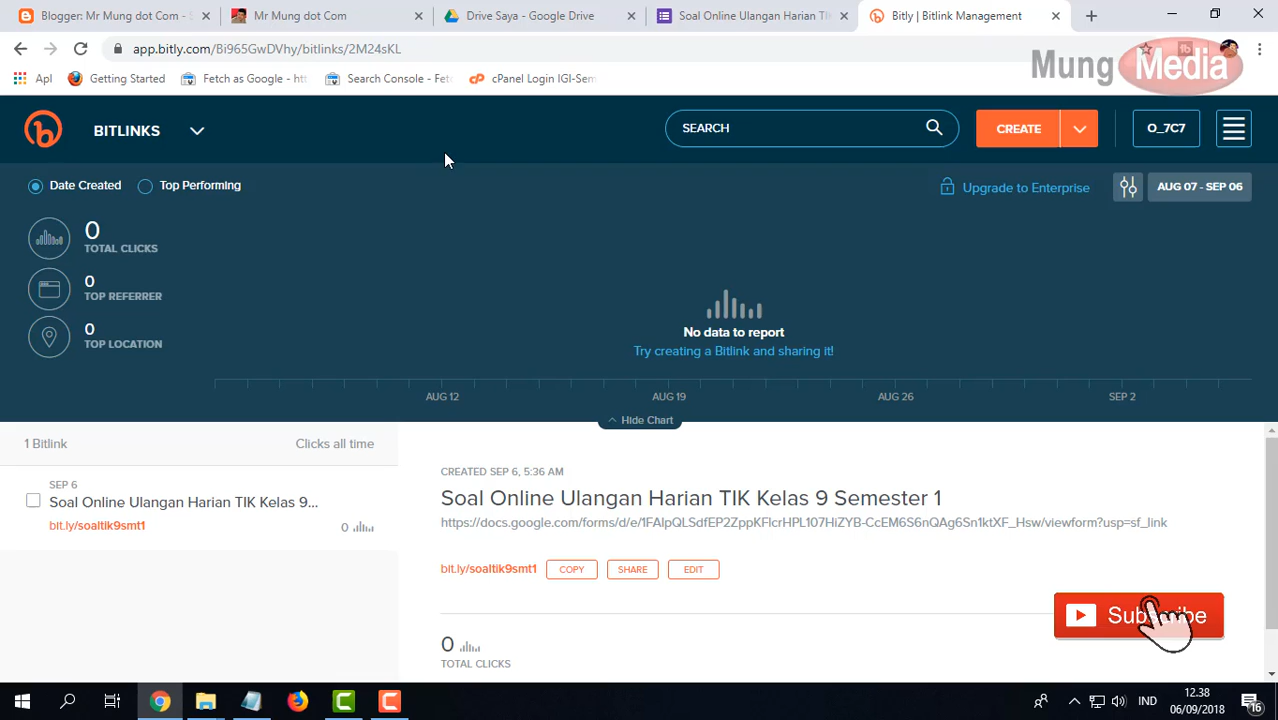 Blogger: Mr Mung dot Com - S
Mr Mung dot Com
Drive Saya - Google Drive
Soal Online Ulangan Harian TIK
Bitly | Bitlink Management
app.bitly.com/Bi965GwDVhy/bitlinks/2M24sKL
Apl
Getting Started
Fetch as Google - htt
Search Console - Fetc
cPanel Login IGI-Sem
Mung Media
BITLINKS
SEARCH
CREATE
O_7C7
Date Created
Top Performing
Upgrade to Enterprise
AUG 07 - SEP 06
0
TOTAL CLICKS
0
TOP REFERRER
0
TOP LOCATION
No data to report
Try creating a Bitlink and sharing it!
AUG 12
AUG 19
AUG 26
SEP 2
Hide Chart
1 Bitlink
Clicks all time
SEP 6
Soal Online Ulangan Harian TIK Kelas 9...
bit.ly/soaltik9smt1
0
CREATED SEP 6, 5:36 AM
Soal Online Ulangan Harian TIK Kelas 9 Semester 1
https://docs.google.com/forms/d/e/1FAIpQLSdfEP2ZppKFlcrHPL107HiZYB-CcEM6S6nQAg6Sn1ktXF_Hsw/viewform?usp=sf_link
bit.ly/soaltik9smt1
COPY
SHARE
EDIT
Subscribe
0
TOTAL CLICKS
IND
12.38
06/09/2018
16